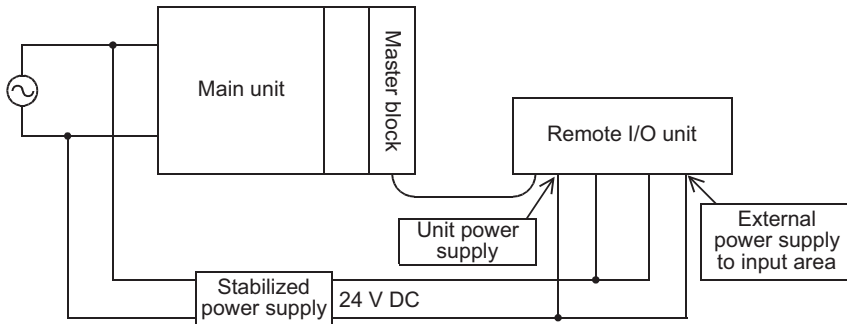 Main unit
Master block
Remote I/O unit
Unit power
supply
External
power supply
to input area
Stabilized
power supply
24 V DC